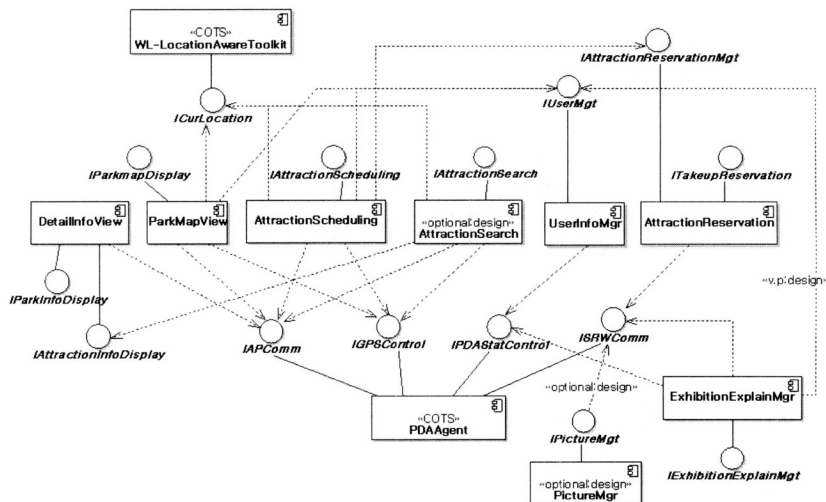 «COTS»
WL-LocationAwareToolkit
IAttractionReservationMgt
ICurLocation
IUserMgt
IParkmapDisplay
IAttractionScheduling
IAttractionSearch
ITakeupReservation
DetailInfoView
ParkMapView
AttractionScheduling
«optional:design»
AttractionSearch
UserInfoMgr
AttractionReservation
«v.p:design»
IParkInfoDisplay
IAttractionInfoDisplay
IAPComm
IGPSControl
IPDAStatControl
ISRWComm
«optional:design»
«COTS»
PDAAgent
ExhibitionExplainMgr
IPictureMgt
IExhibitionExplainMgt
«optional:design»
PictureMgr